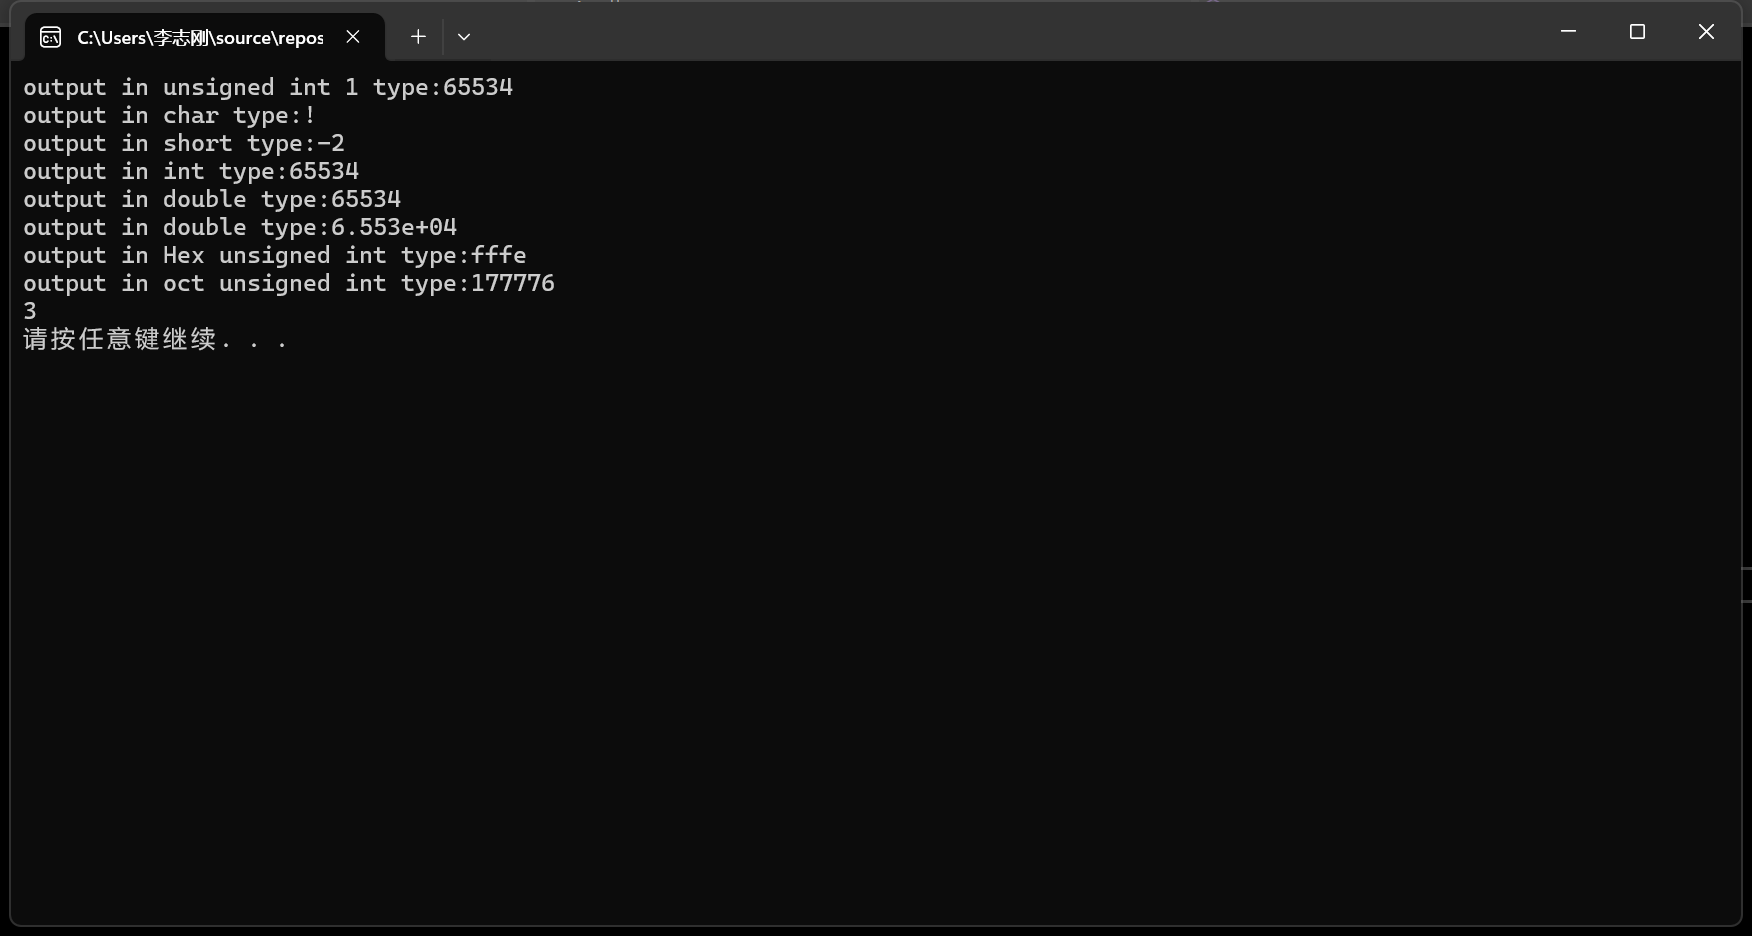 C:\Users\李志刚\source\repos
output in unsigned int 1 type:65534
output in char type:!
output in short type:-2
output in int type:65534
output in double type:65534
output in double type:6.553e+04
output in Hex unsigned int type:fffe
output in oct unsigned int type:177776
3
请按任意键继续. . .